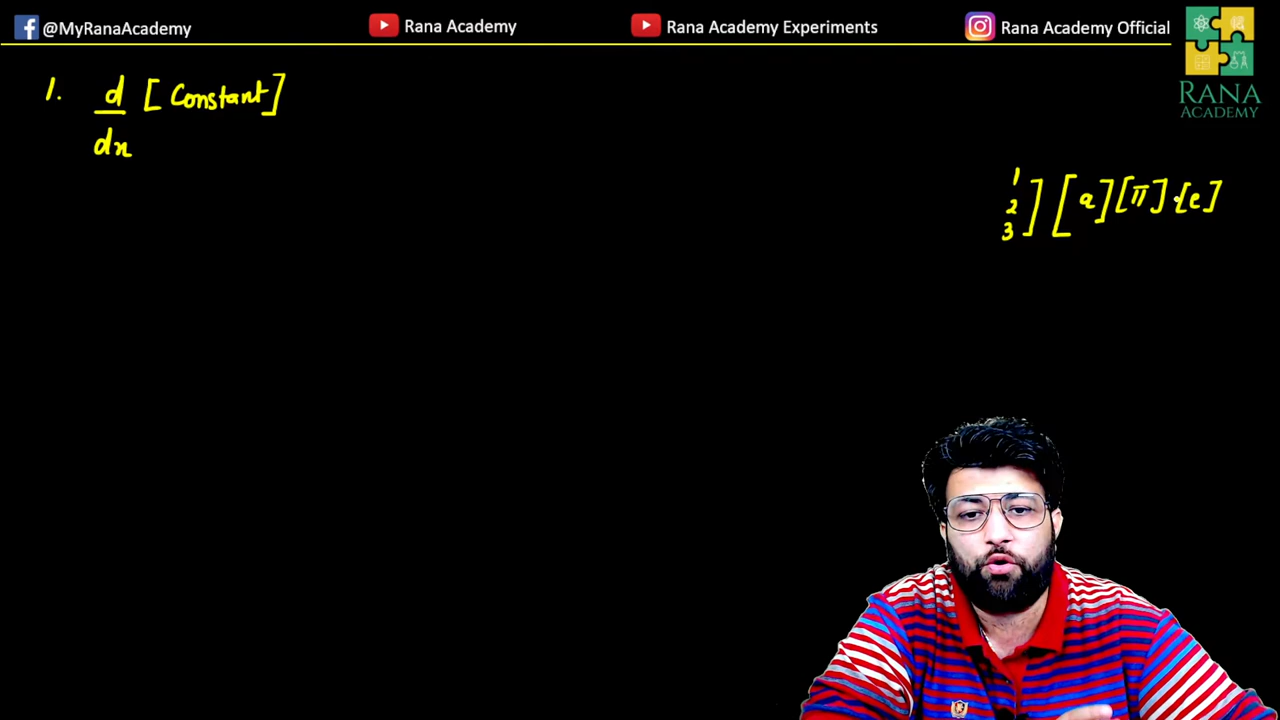 @MyRanaAcademy Rana Academy Rana Academy Experiments Rana Academy Official
RANA
ACADEMY
1. d [ Constant ]
dx
1
2
3 ] [ a ] [ π ] { e ]